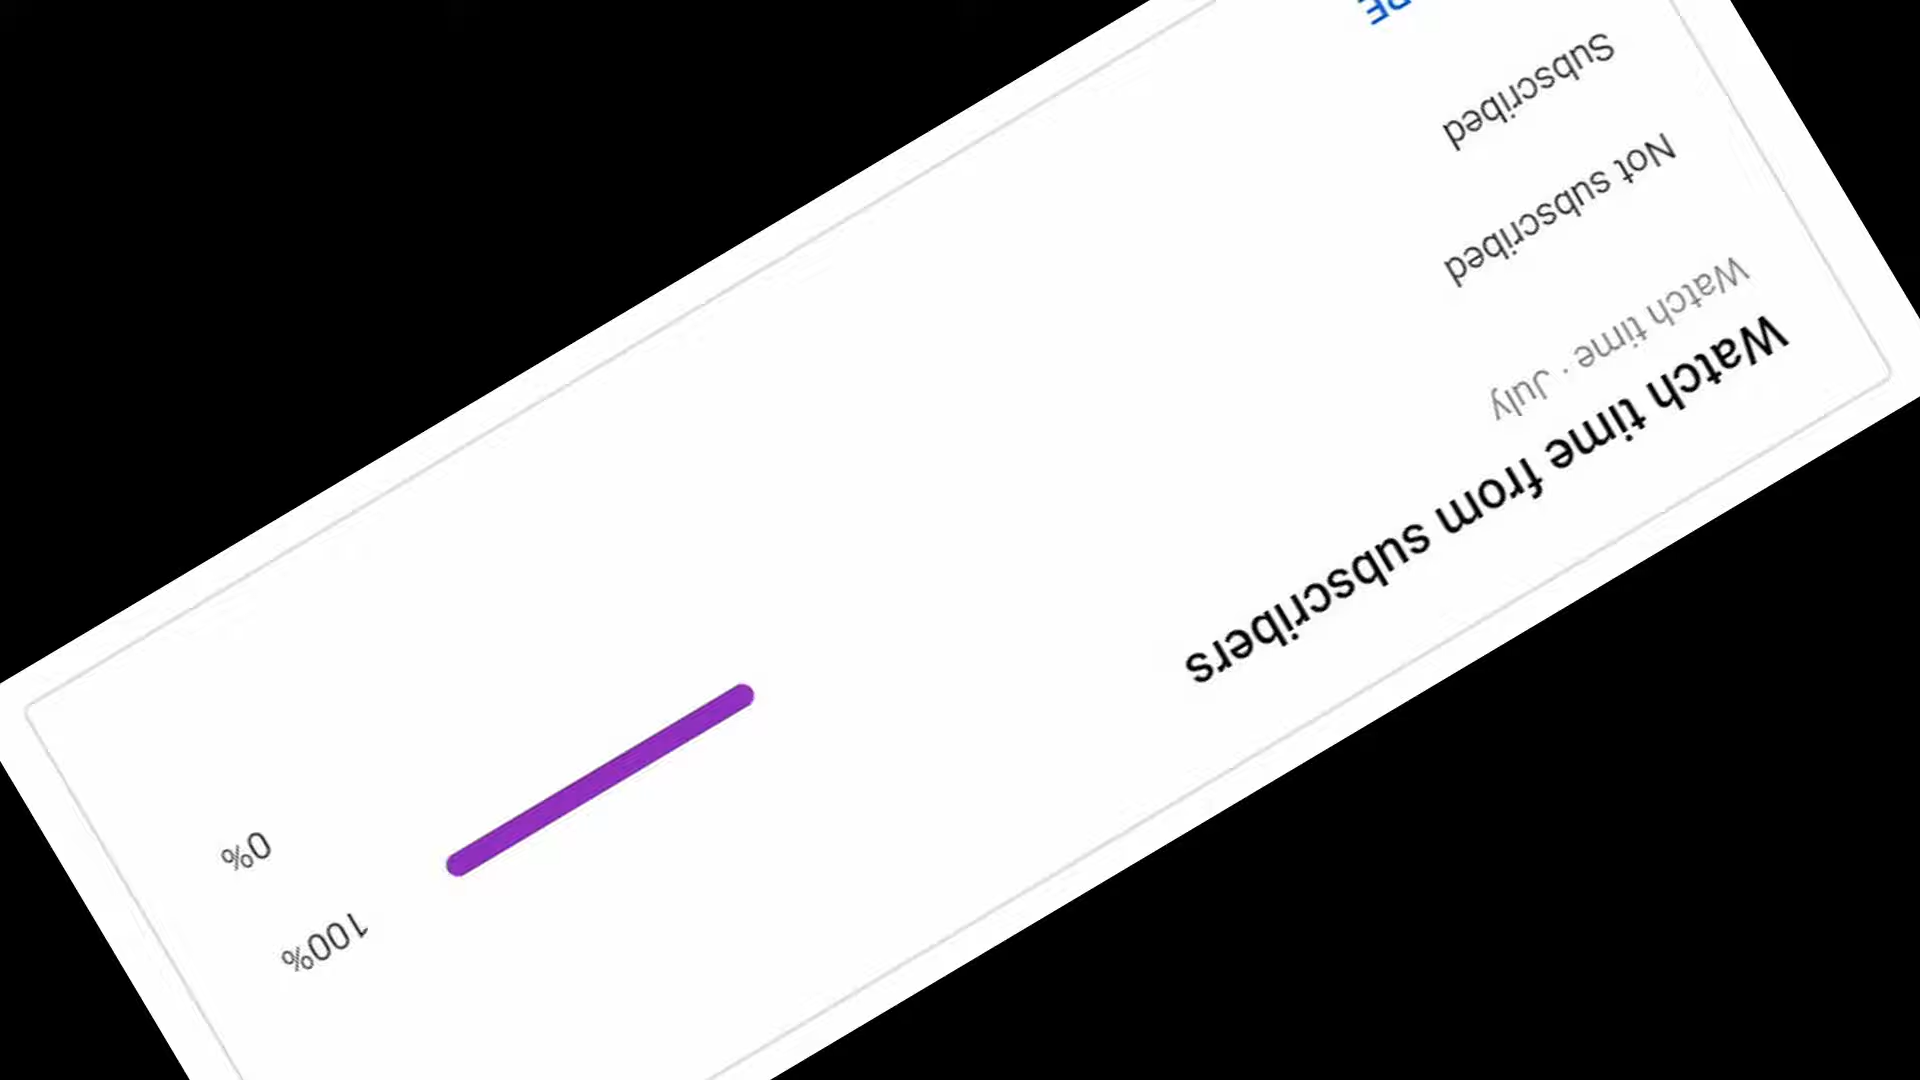 Watch time from subscribers
Watch time · July
Not subscribed 100%
Subscribed 0%